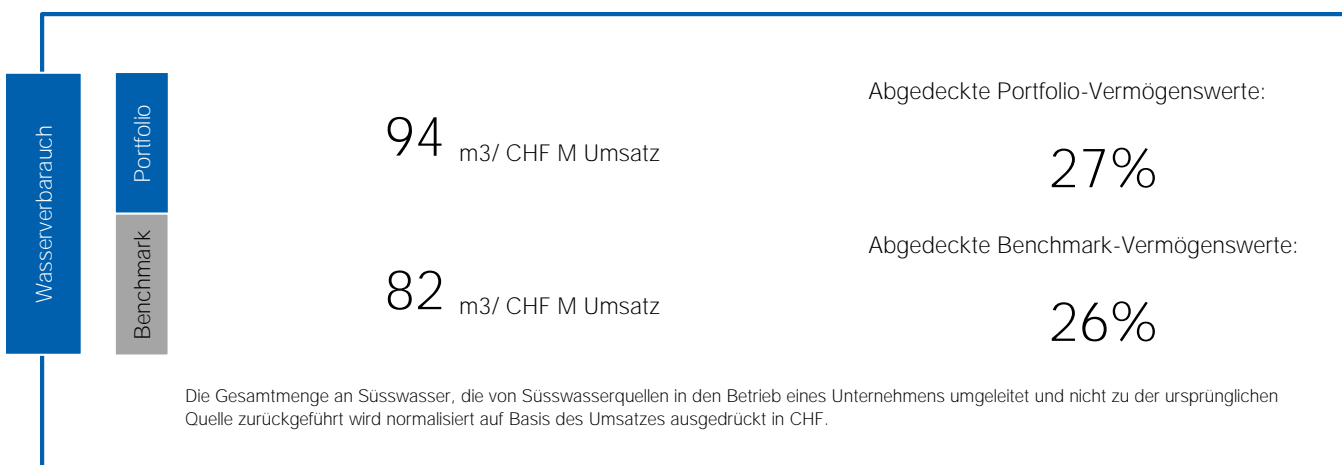 Wasserverbarauch
Portfolio
94 m3/ CHF M Umsatz
Abgedeckte Portfolio-Vermögenswerte:
27%
Benchmark
82 m3/ CHF M Umsatz
Abgedeckte Benchmark-Vermögenswerte:
26%
Die Gesamtmenge an Süsswasser, die von Süsswasserquellen in den Betrieb eines Unternehmens umgeleitet und nicht zu der ursprünglichen
Quelle zurückgeführt wird normalisiert auf Basis des Umsatzes ausgedrückt in CHF.